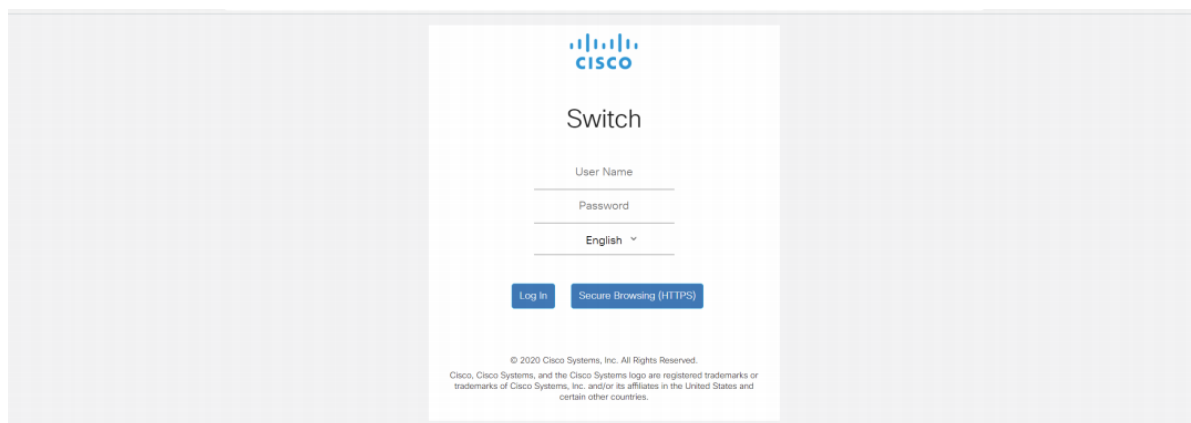 CISCO
Switch
User Name
Password
English
Log In
Secure Browsing (HTTPS)
© 2020 Cisco Systems, Inc. All Rights Reserved.
Cisco, Cisco Systems, and the Cisco Systems logo are registered trademarks or
trademarks of Cisco Systems, Inc. and/or its affiliates in the United States and
certain other countries.